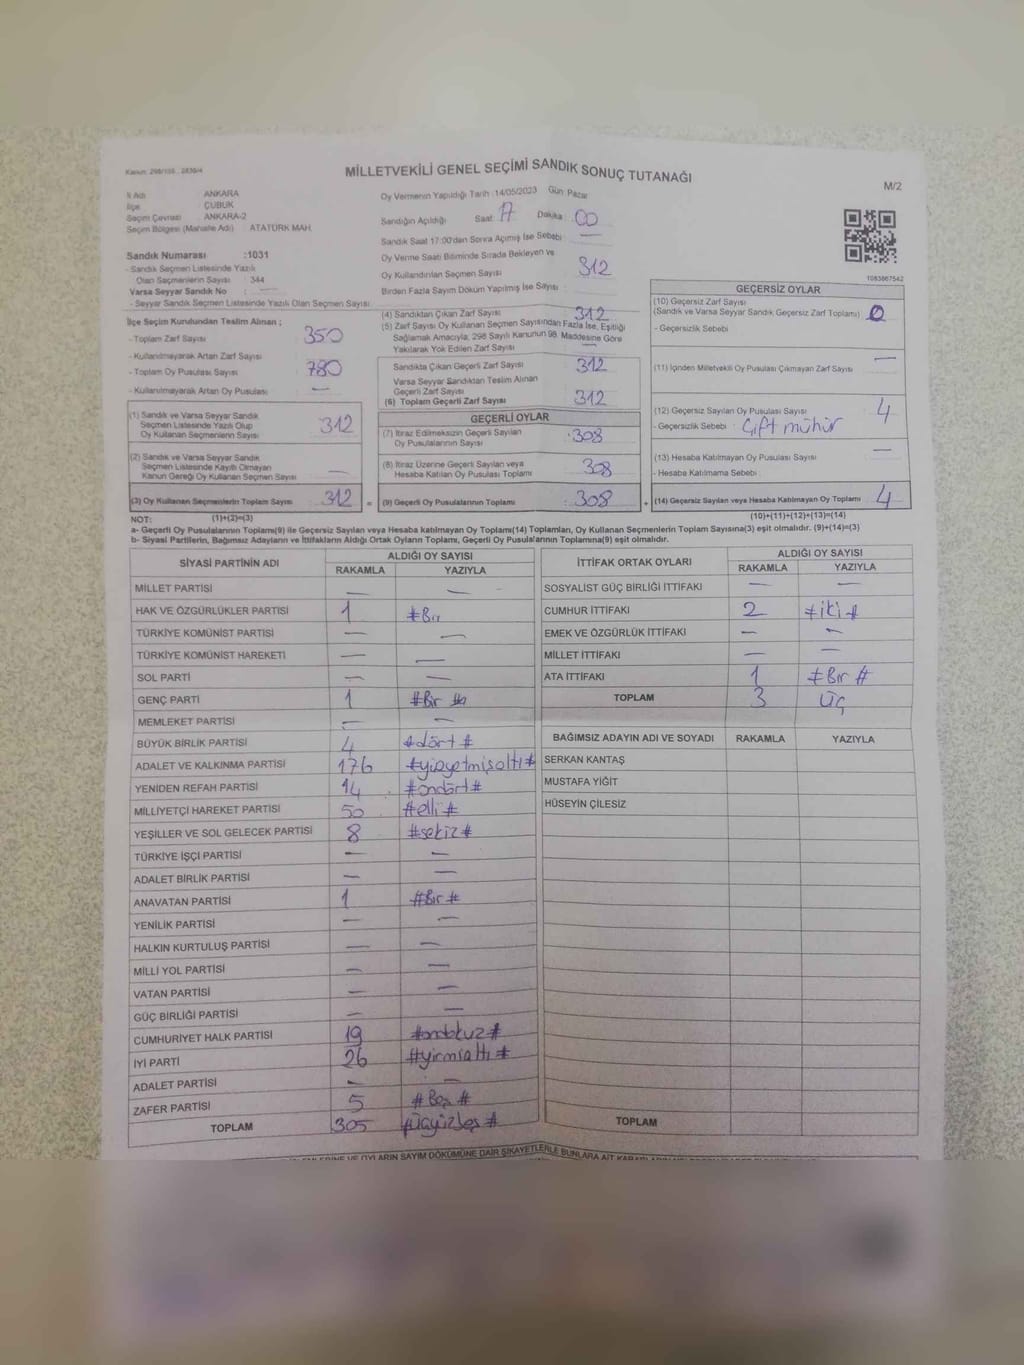 Kanun: 298/105 , 2839/4
MİLLETVEKİLİ GENEL SEÇİMİ SANDIK SONUÇ TUTANAĞI
M/2
İl Adı : ANKARA
İlçe : ÇUBUK
Seçim Çevresi : ANKARA-2
Seçim Bölgesi (Mahalle Adı) : ATATÜRK MAH.
Sandık Numarası :1031
- Sandık Seçmen Listesinde Yazılı
Olan Seçmenlerin Sayısı : 344
Varsa Seyyar Sandık No : —
- Seyyar Sandık Seçmen Listesinde Yazılı Olan Seçmen Sayısı:
Oy Vermenin Yapıldığı Tarih :14/05/2023 Gün : Pazar
Sandığın Açıldığı Saat : 17 Dakika : 00
Sandık Saat 17:00'den Sonra Açılmış İse Sebebi : —
Oy Verme Saati Bitiminde Sırada Bekleyen ve
Oy Kullandırılan Seçmen Sayısı : 312
Birden Fazla Sayım Döküm Yapılmış İse Sayısı :
1083667542
İlçe Seçim Kurulundan Teslim Alınan ;
- Toplam Zarf Sayısı : 350
- Kullanılmayarak Artan Zarf Sayısı :
- Toplam Oy Pusulası Sayısı : 780
- Kullanılmayarak Artan Oy Pusulası : —
(1) Sandık ve Varsa Seyyar Sandık
Seçmen Listesinde Yazılı Olup
Oy Kullanan Seçmenlerin Sayısı : 312
(2) Sandık ve Varsa Seyyar Sandık
Seçmen Listesinde Kayıtlı Olmayan
Kanun Gereği Oy Kullanan Seçmen Sayısı : —
(3) Oy Kullanan Seçmenlerin Toplam Sayısı : 312 =
(4) Sandıktan Çıkan Zarf Sayısı : 312
(5) Zarf Sayısı Oy Kullanan Seçmen Sayısından Fazla İse, Eşitliği
Sağlamak Amacıyla; 298 Sayılı Kanunun 98. Maddesine Göre
Yakılarak Yok Edilen Zarf Sayısı : —
Sandıkta Çıkan Geçerli Zarf Sayısı : 312
Varsa Seyyar Sandıktan Teslim Alınan
Geçerli Zarf Sayısı :
(6) Toplam Geçerli Zarf Sayısı : 312
GEÇERLİ OYLAR
(7) İtiraz Edilmeksizin Geçerli Sayılan
Oy Pusulalarının Sayısı : 308
(8) İtiraz Üzerine Geçerli Sayılan veya
Hesaba Katılan Oy Pusulası Toplamı : 308
(9) Geçerli Oy Pusulalarının Toplamı : 308 +
GEÇERSİZ OYLAR
(10) Geçersiz Zarf Sayısı
(Sandık ve Varsa Seyyar Sandık Geçersiz Zarf Toplamı) : 0
- Geçersizlik Sebebi :
(11) İçinden Milletvekili Oy Pusulası Çıkmayan Zarf Sayısı : —
(12) Geçersiz Sayılan Oy Pusulası Sayısı : 4
- Geçersizlik Sebebi : Çift mühür
(13) Hesaba Katılmayan Oy Pusulası Sayısı : —
- Hesaba Katılmama Sebebi :
(14) Geçersiz Sayılan veya Hesaba Katılmayan Oy Toplamı : 4
NOT: (1)+(2)=(3) (10)+(11)+(12)+(13)=(14)
a- Geçerli Oy Pusulalarının Toplamı(9) ile Geçersiz Sayılan veya Hesaba katılmayan Oy Toplamı(14) Toplamları, Oy Kullanan Seçmenlerin Toplam Sayısına(3) eşit olmalıdır. (9)+(14)=(3)
b- Siyasi Partilerin, Bağımsız Adayların ve İttifakların Aldığı Ortak Oyların Toplamı, Geçerli Oy Pusulalarının Toplamına(9) eşit olmalıdır.
SİYASİ PARTİNİN ADI ALDIĞI OY SAYISI
RAKAMLA YAZIYLA
MİLLET PARTİSİ — —
HAK VE ÖZGÜRLÜKLER PARTİSİ 1 #Bir
TÜRKİYE KOMÜNİST PARTİSİ — —
TÜRKİYE KOMÜNİST HAREKETİ — —
SOL PARTİ — —
GENÇ PARTİ 1 #Bir #
MEMLEKET PARTİSİ — —
BÜYÜK BİRLİK PARTİSİ 4 #dört #
ADALET VE KALKINMA PARTİSİ 176 #yüzyetmişaltı #
YENİDEN REFAH PARTİSİ 14 #ondört#
MİLLİYETÇİ HAREKET PARTİSİ 50 #elli #
YEŞİLLER VE SOL GELECEK PARTİSİ 8 #sekiz#
TÜRKİYE İŞÇİ PARTİSİ — —
ADALET BİRLİK PARTİSİ — —
ANAVATAN PARTİSİ 1 #Bir #
YENİLİK PARTİSİ — —
HALKIN KURTULUŞ PARTİSİ — —
MİLLİ YOL PARTİSİ — —
VATAN PARTİSİ — —
GÜÇ BİRLİĞİ PARTİSİ — —
CUMHURİYET HALK PARTİSİ 19 #ondokuz#
İYİ PARTİ 26 #yirmialtı #
ADALET PARTİSİ — —
ZAFER PARTİSİ 5 #Beş #
TOPLAM 305 #üçyüzbeş #
İTTİFAK ORTAK OYLARI ALDIĞI OY SAYISI
RAKAMLA YAZIYLA
SOSYALİST GÜÇ BİRLİĞİ İTTİFAKI — —
CUMHUR İTTİFAKI 2 #iki#
EMEK VE ÖZGÜRLÜK İTTİFAKI — —
MİLLET İTTİFAKI — —
ATA İTTİFAKI 1 #Bir #
TOPLAM 3 üç
BAĞIMSIZ ADAYIN ADI VE SOYADI RAKAMLA YAZIYLA
SERKAN KANTAŞ
MUSTAFA YİĞİT
HÜSEYİN ÇİLESİZ
TOPLAM
VE OYLARIN SAYIM DÖKÜMÜNE DAİR ŞİKAYETLERLE BUNLARA AİT